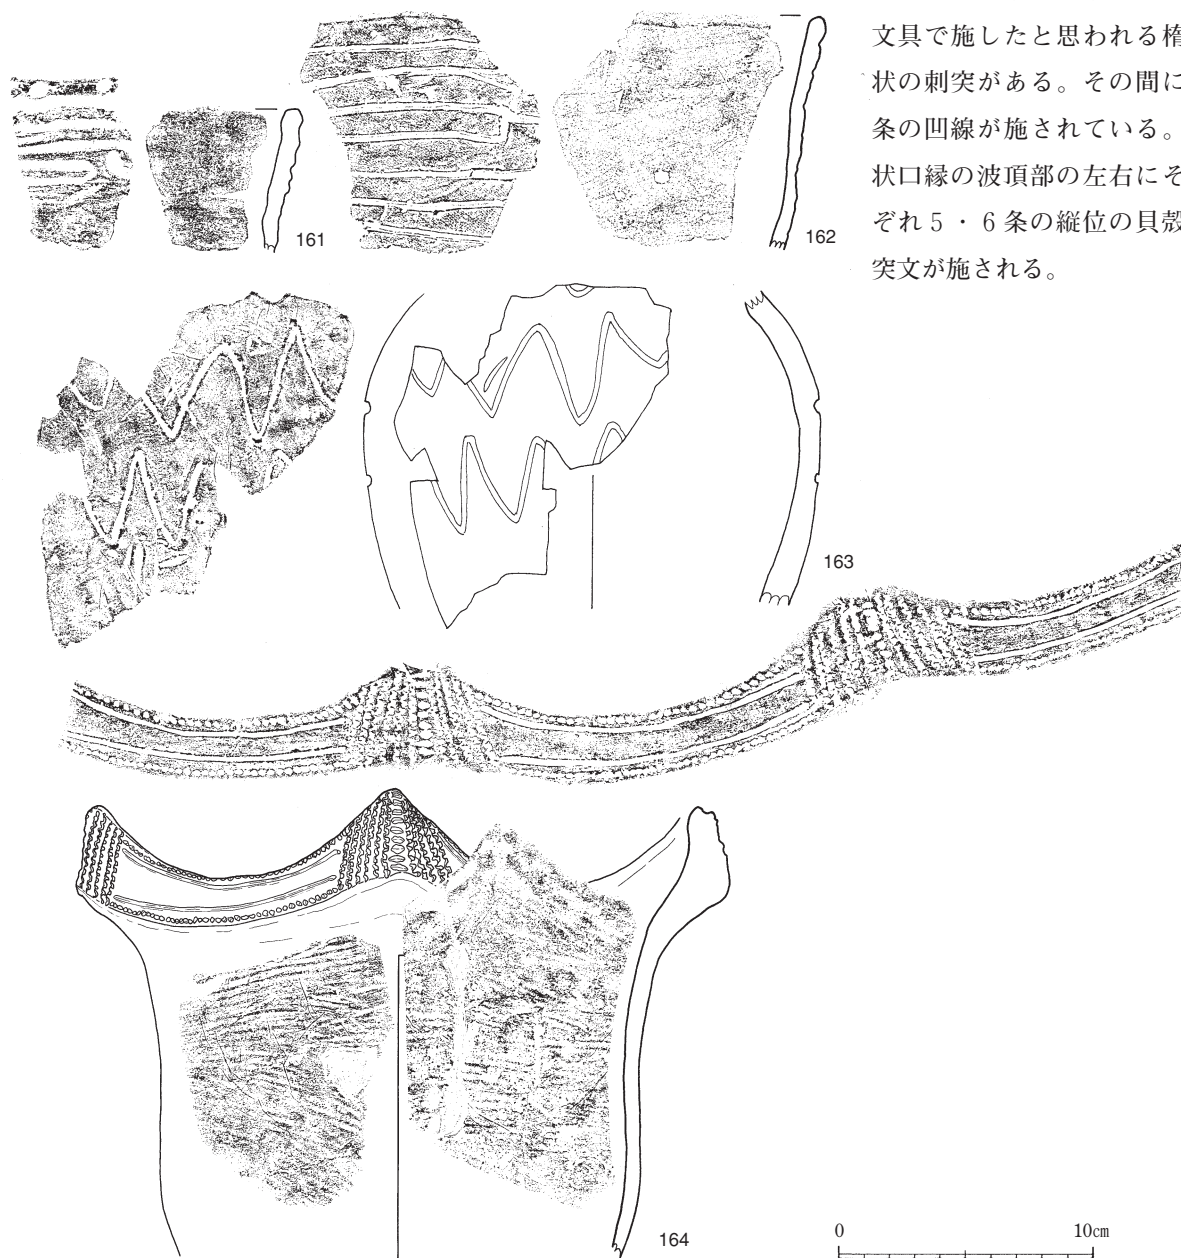 文具で施したと思われる楕
状の刺突がある。その間に
条の凹線が施されている。
状口縁の波頂部の左右にそ
ぞれ5・6条の縦位の貝殻
突文が施される。
161
162
163
164
0 10cm